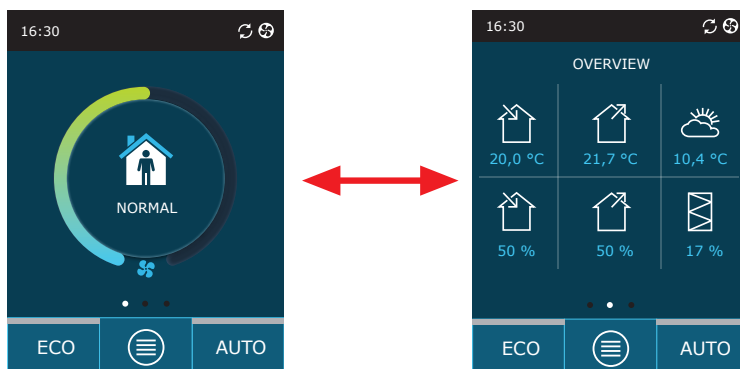 16:30
NORMAL
ECO
AUTO
16:30
OVERVIEW
20,0 °C 21,7 °C 10,4 °C
50 % 50 % 17 %
ECO
AUTO